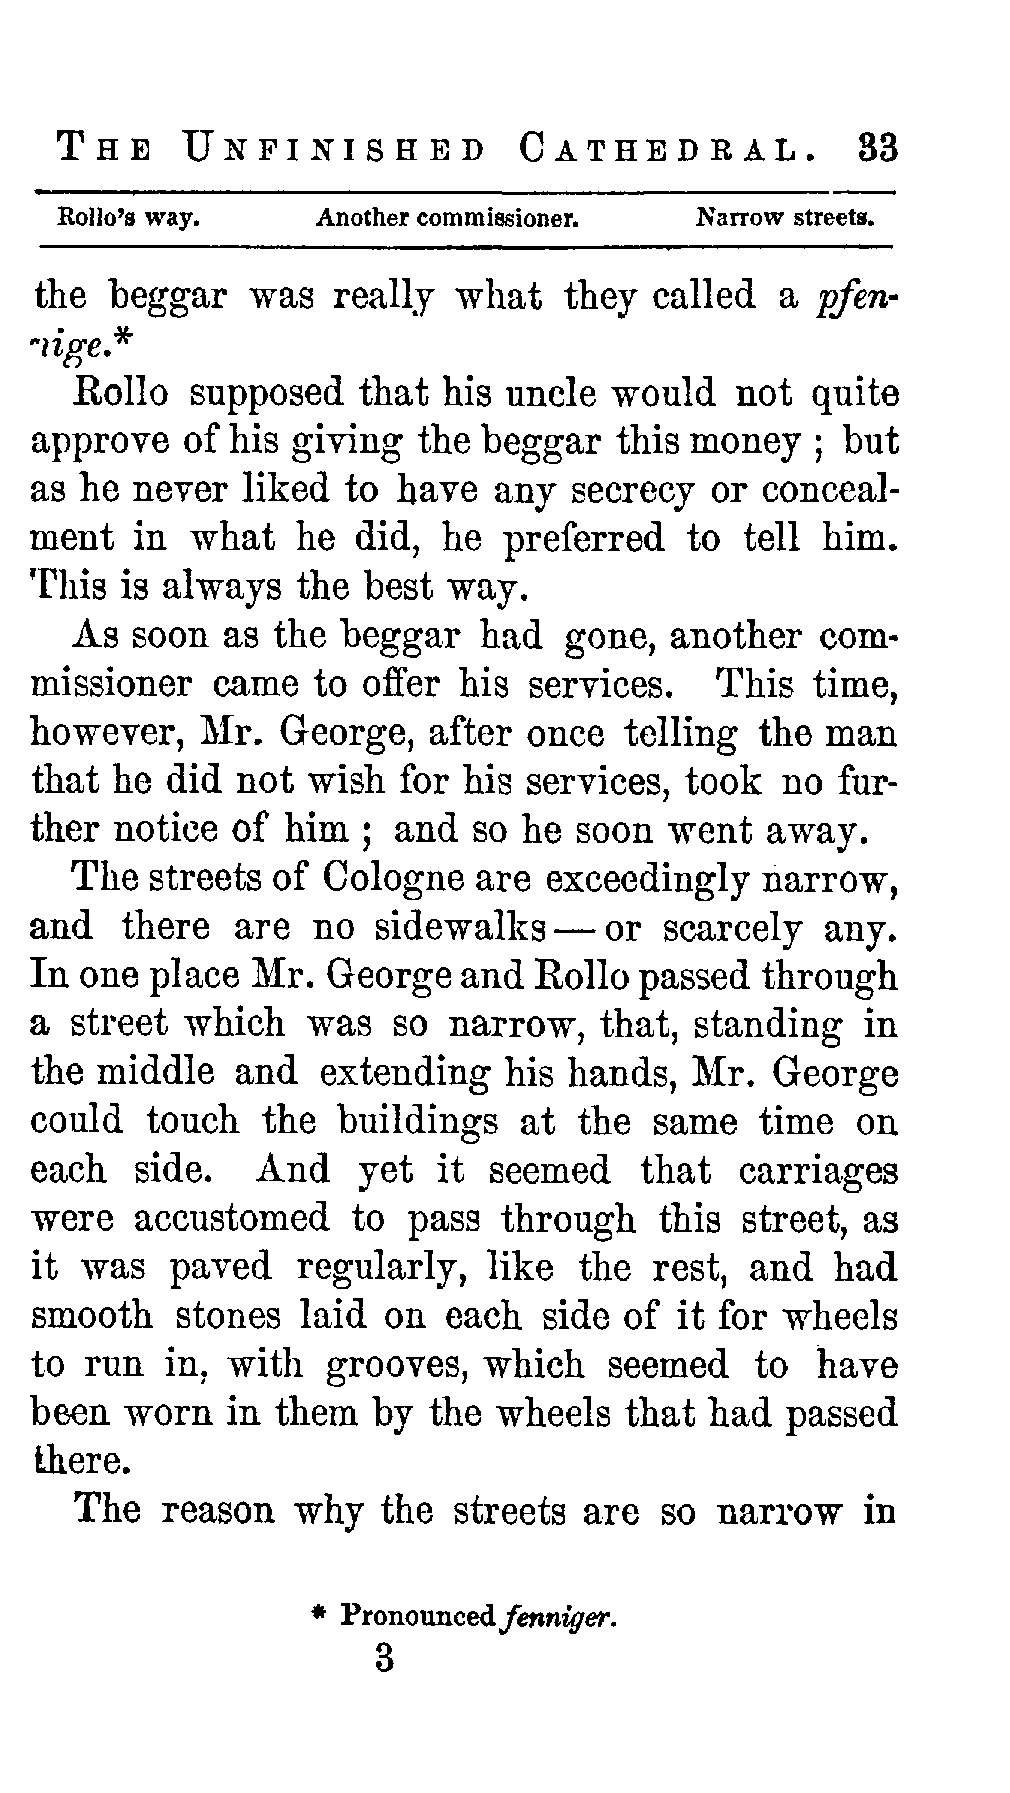 THE UNFINISHED CATHEDRAL. 33
Rollo's way. Another commissioner. Narrow streets.
the beggar was really what they called a pfen-
nige.*
Rollo supposed that his uncle would not quite
approve of his giving the beggar this money ; but
as he never liked to have any secrecy or conceal-
ment in what he did, he preferred to tell him.
This is always the best way.
As soon as the beggar had gone, another com-
missioner came to offer his services. This time,
however, Mr. George, after once telling the man
that he did not wish for his services, took no fur-
ther notice of him ; and so he soon went away.
The streets of Cologne are exceedingly narrow,
and there are no sidewalks — or scarcely any.
In one place Mr. George and Rollo passed through
a street which was so narrow, that, standing in
the middle and extending his hands, Mr. George
could touch the buildings at the same time on
each side. And yet it seemed that carriages
were accustomed to pass through this street, as
it was paved regularly, like the rest, and had
smooth stones laid on each side of it for wheels
to run in, with grooves, which seemed to have
been worn in them by the wheels that had passed
there.
The reason why the streets are so narrow in
* Pronounced fenniger.
3